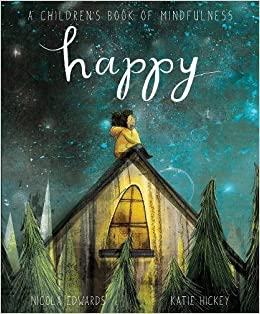 A CHILDREN'S BOOK OF MINDFULNESS
happy
NICOLA EDWARDS KATIE HICKEY